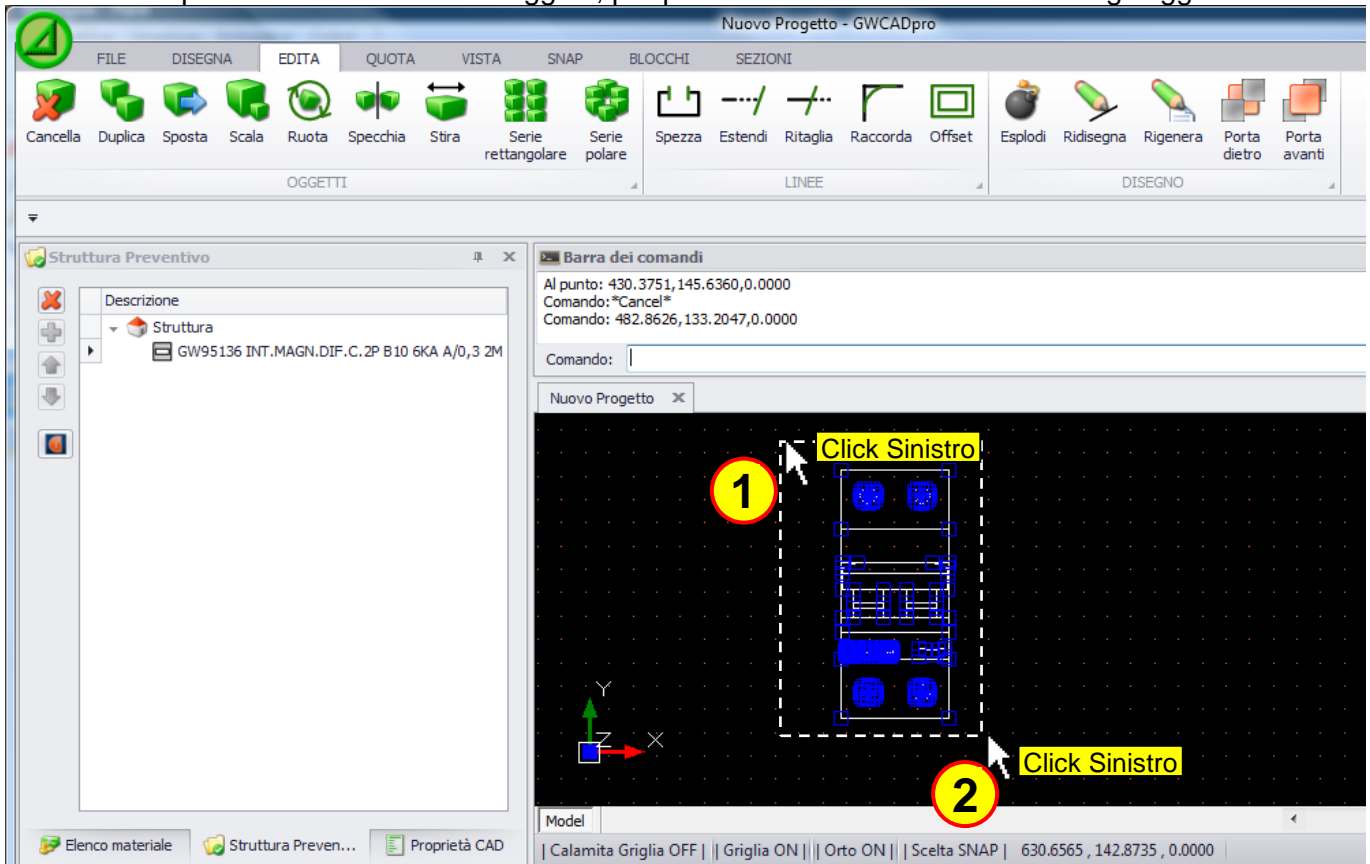 Nuovo Progetto - GWCADpro
FILE DISEGNA EDITA QUOTA VISTA SNAP BLOCCHI SEZIONI
Cancella Duplica Sposta Scala Ruota Specchia Stira Serie rettangolare Serie polare Spezza Estendi Ritaglia Raccorda Offset Esplodi Ridisegna Rigenera Porta dietro Porta avanti
OGGETTI LINEE DISEGNO
Struttura Preventivo
Descrizione
Struttura
GW95136 INT.MAGN.DIF.C.2P B10 6KA A/0,3 2M
Barra dei comandi
Al punto: 430.3751,145.6360,0.0000
Comando:*Cancel*
Comando: 482.8626,133.2047,0.0000
Comando:
Nuovo Progetto
Click Sinistro
1
Y
Z X
Click Sinistro
2
Model
Elenco materiale Struttura Preven... Proprietà CAD
| Calamita Griglia OFF | | Griglia ON | | Orto ON | | Scelta SNAP | 630.6565 , 142.8735 , 0.0000